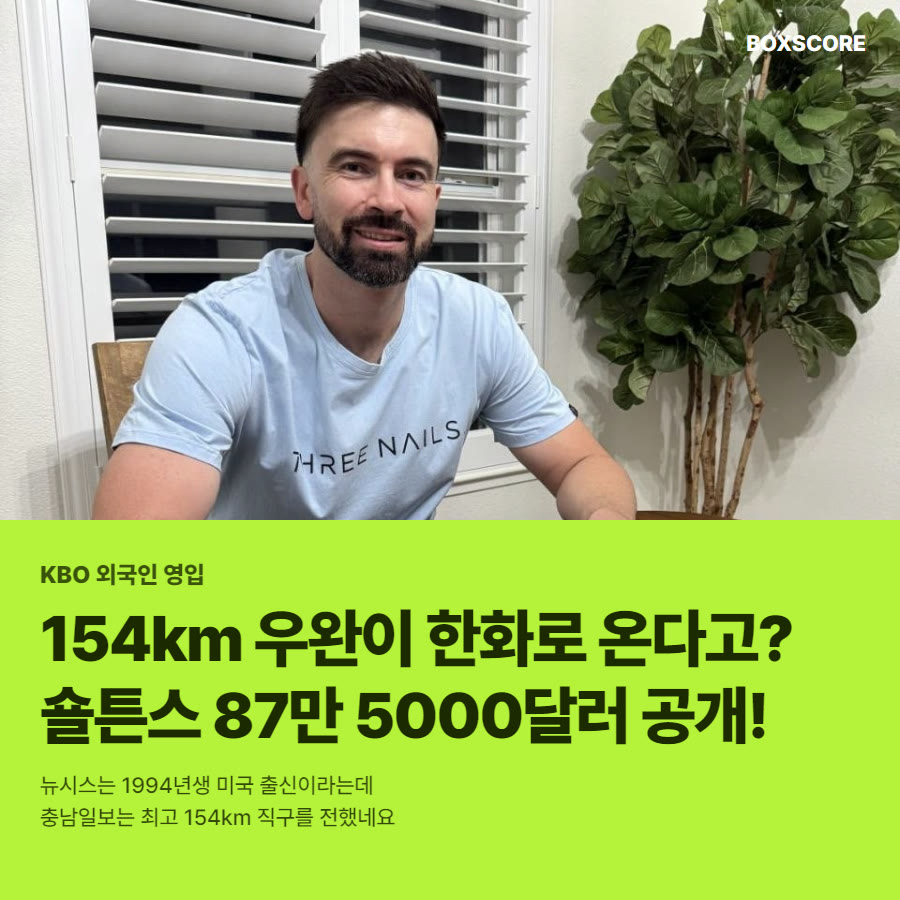 BOXSCORE
THREE NAILS
KBO 외국인 영입
154km 우완이 한화로 온다고?
숄튼스 87만 5000달러 공개!
뉴시스는 1994년생 미국 출신이라는데
충남일보는 최고 154km 직구를 전했네요